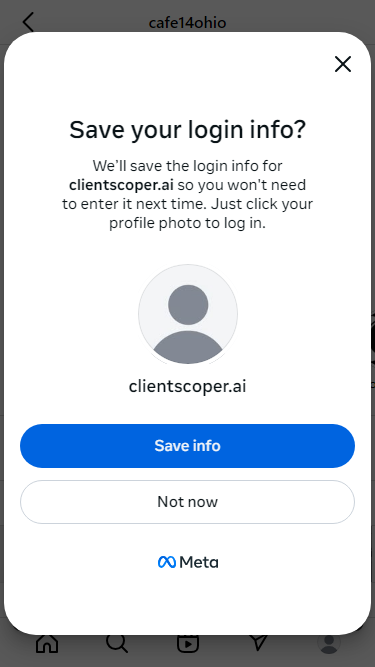 cafe14ohio
Save your login info?
We'll save the login info for
clientscoper.ai so you won't need
to enter it next time. Just click your
profile photo to log in.
clientscoper.ai
Save info
Not now
Meta